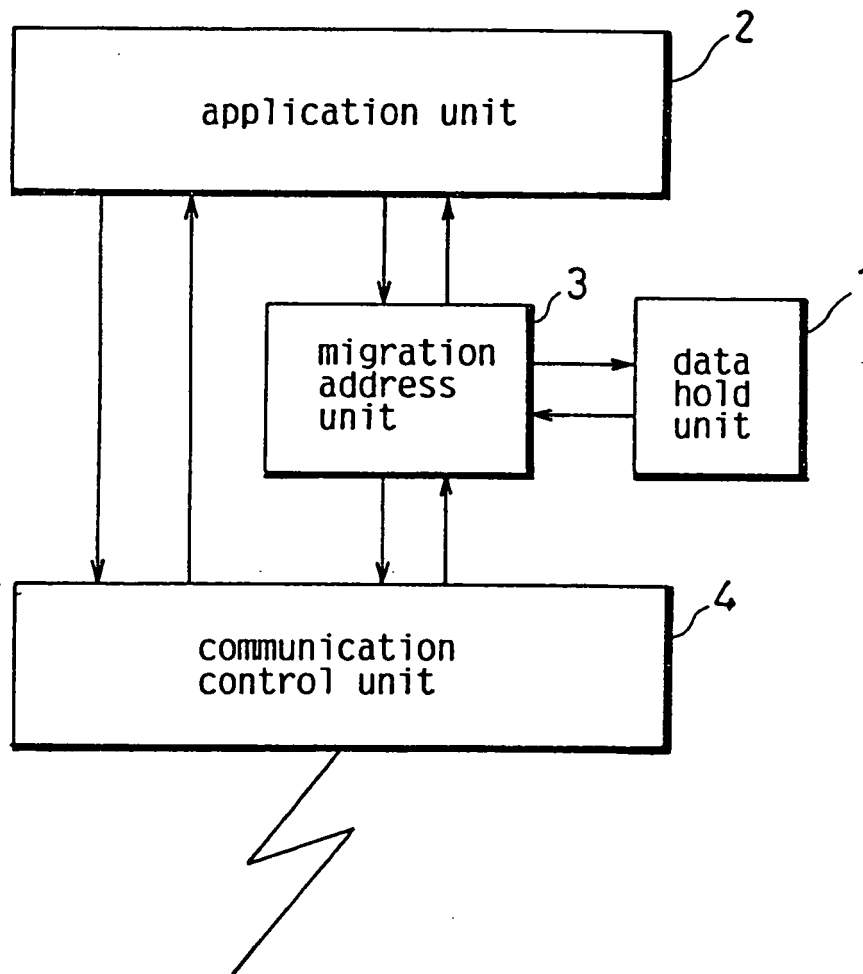 2
application unit
3
migration
address
unit
1
data
hold
unit
4
communication
control unit